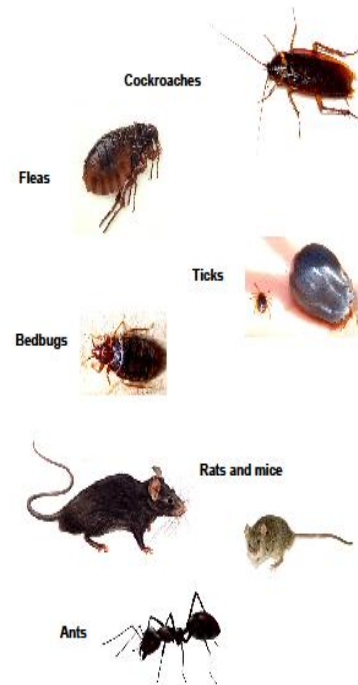 Cockroaches
Fleas
Ticks
Bedbugs
Rats and mice
Ants